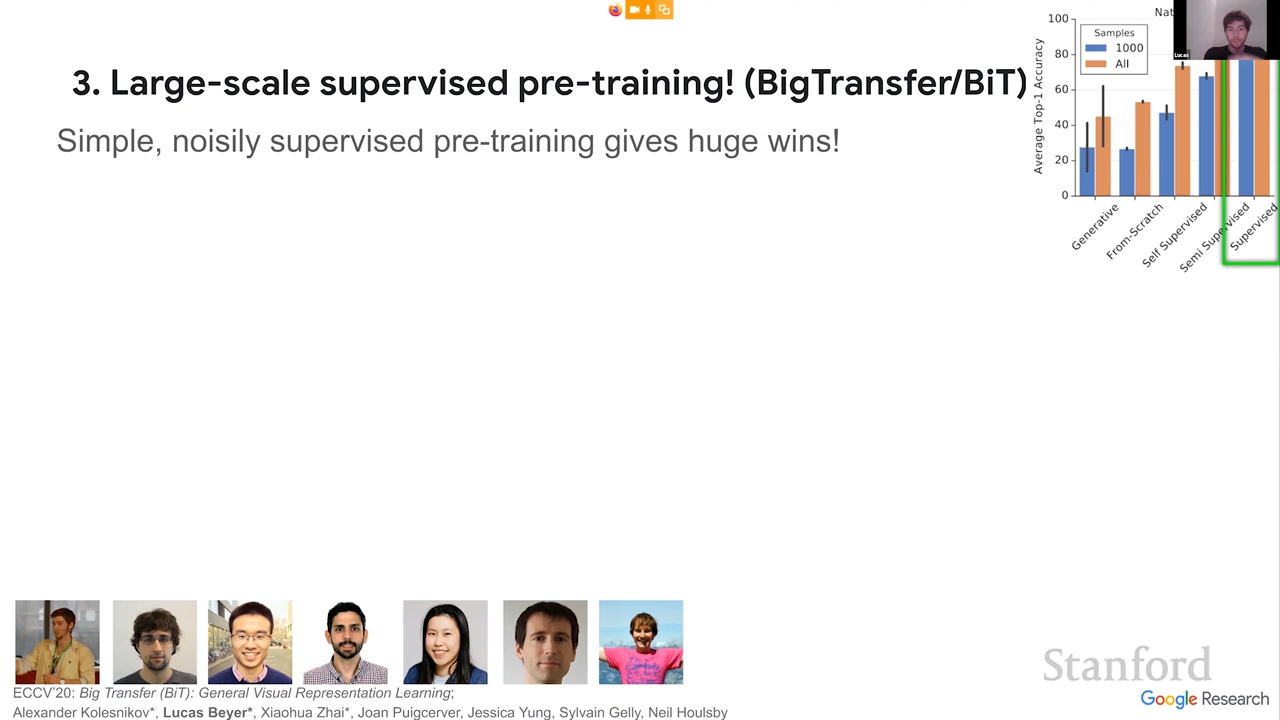 3. Large-scale supervised pre-training! (BigTransfer/BiT)
Simple, noisily supervised pre-training gives huge wins!
Nat
Samples
1000
All
Average Top-1 Accuracy
100
80
60
40
20
0
Generative
From-Scratch
Self Supervised
Semi Supervised
Supervised
Lucas
ECCV'20: Big Transfer (BiT): General Visual Representation Learning;
Alexander Kolesnikov*, Lucas Beyer*, Xiaohua Zhai*, Joan Puigcerver, Jessica Yung, Sylvain Gelly, Neil Houlsby
Stanford
Google Research